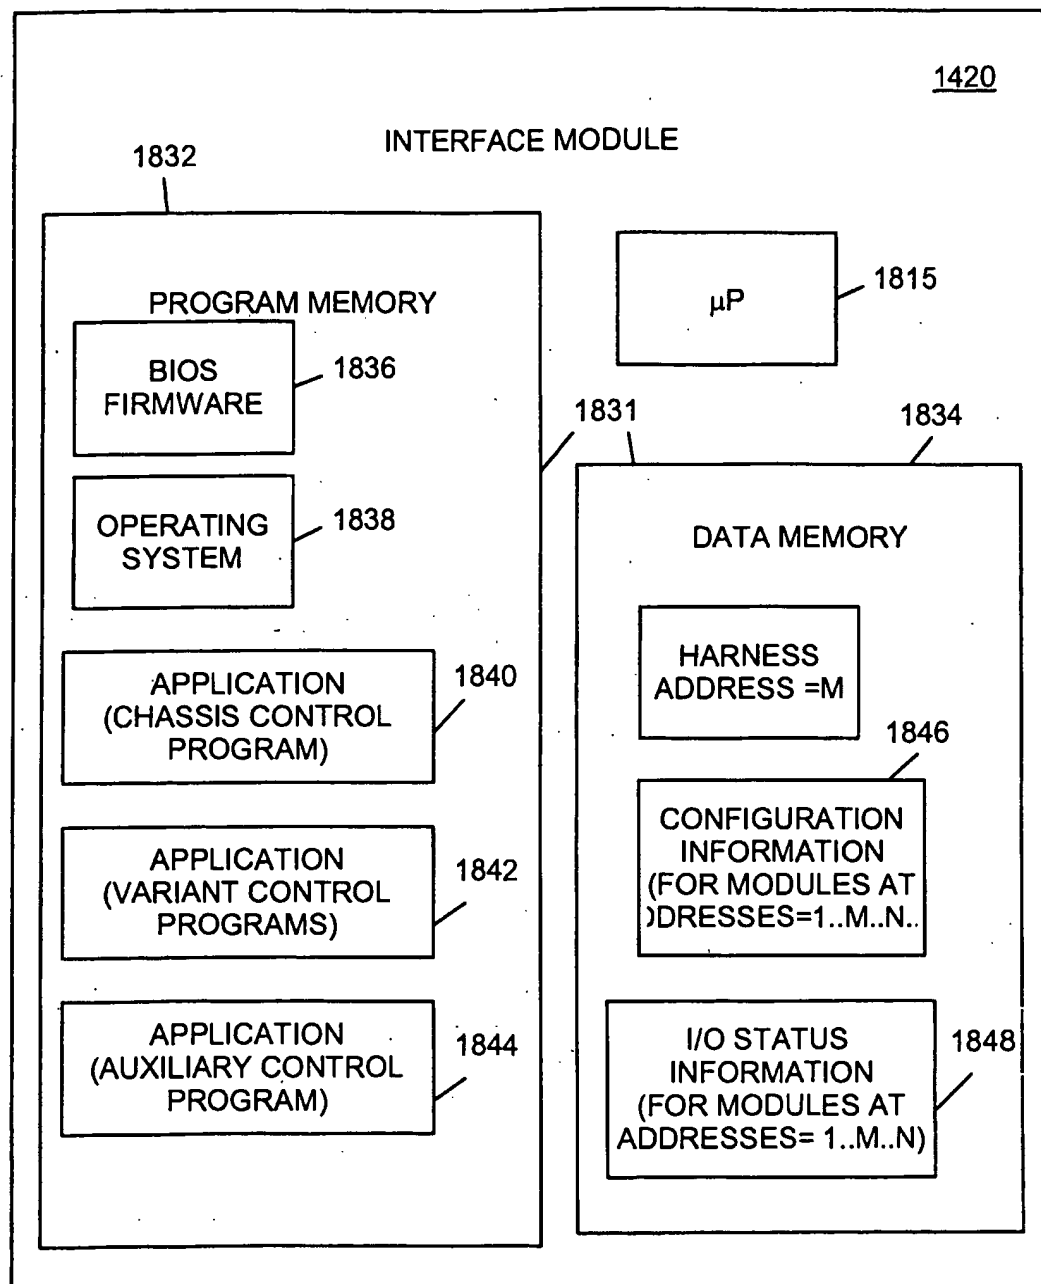 1420
INTERFACE MODULE
1832
PROGRAM MEMORY
BIOS
FIRMWARE
1836
OPERATING
SYSTEM
1838
APPLICATION
(CHASSIS CONTROL
PROGRAM)
1840
APPLICATION
(VARIANT CONTROL
PROGRAMS)
1842
APPLICATION
(AUXILIARY CONTROL
PROGRAM)
1844
µP
1815
1831
1834
DATA MEMORY
HARNESS
ADDRESS =M
1846
CONFIGURATION
INFORMATION
(FOR MODULES AT
DDRESSES=1..M..N..
I/O STATUS
INFORMATION
(FOR MODULES AT
ADDRESSES= 1..M..N)
1848